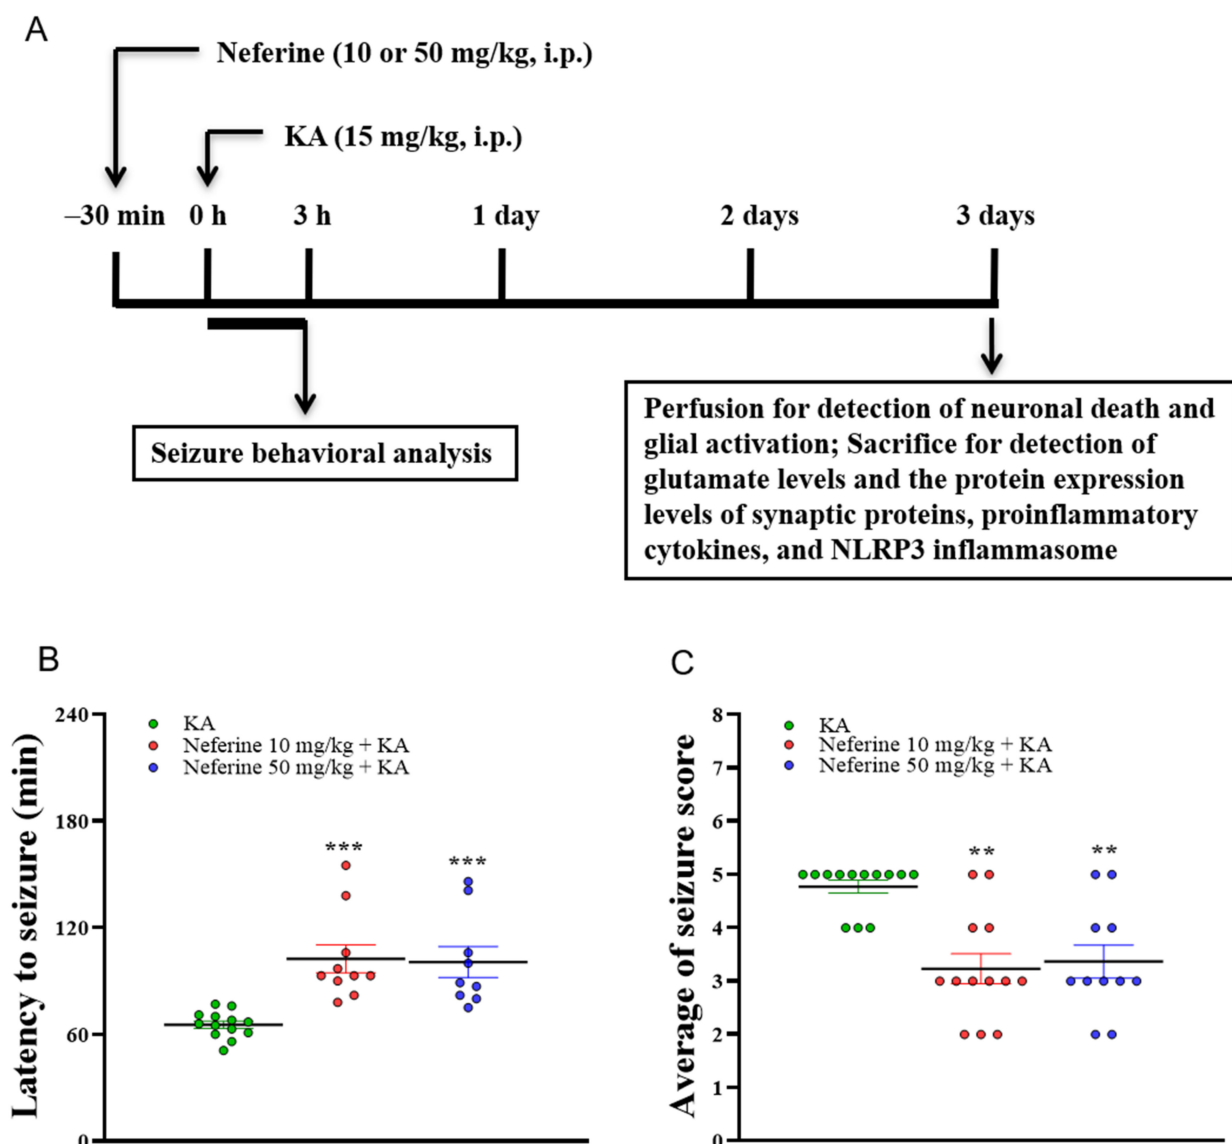 A
Neferine (10 or 50 mg/kg, i.p.)
KA (15 mg/kg, i.p.)
–30 min 0 h 3 h 1 day 2 days 3 days
Seizure behavioral analysis
Perfusion for detection of neuronal death and
glial activation; Sacrifice for detection of
glutamate levels and the protein expression
levels of synaptic proteins, proinflammatory
cytokines, and NLRP3 inflammasome
B
Latency to seizure (min)
240
180
120
60
0
KA
Neferine 10 mg/kg + KA
Neferine 50 mg/kg + KA
***
***
C
Average of seizure score
8
7
6
5
4
3
2
1
0
KA
Neferine 10 mg/kg + KA
Neferine 50 mg/kg + KA
**
**